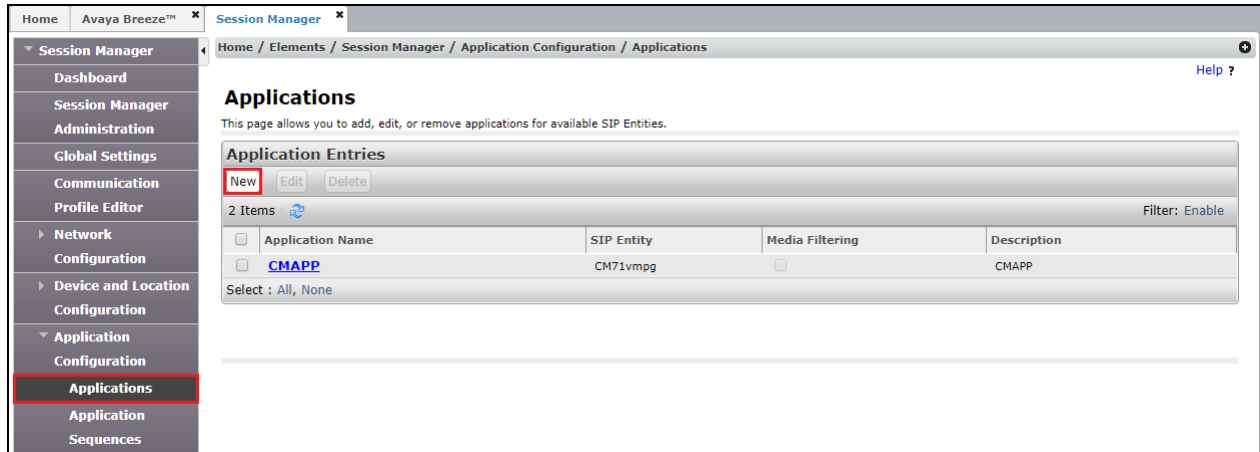 Home Avaya Breeze™ × Session Manager ×
Session Manager
Dashboard
Session Manager
Administration
Global Settings
Communication
Profile Editor
Network
Configuration
Device and Location
Configuration
Application
Configuration
Applications
Application
Sequences
Home / Elements / Session Manager / Application Configuration / Applications
Help ?
Applications
This page allows you to add, edit, or remove applications for available SIP Entities.
Application Entries
New Edit Delete
2 Items Filter: Enable
Application Name SIP Entity Media Filtering Description
CMAPP CM71vmpg CMAPP
Select : All, None